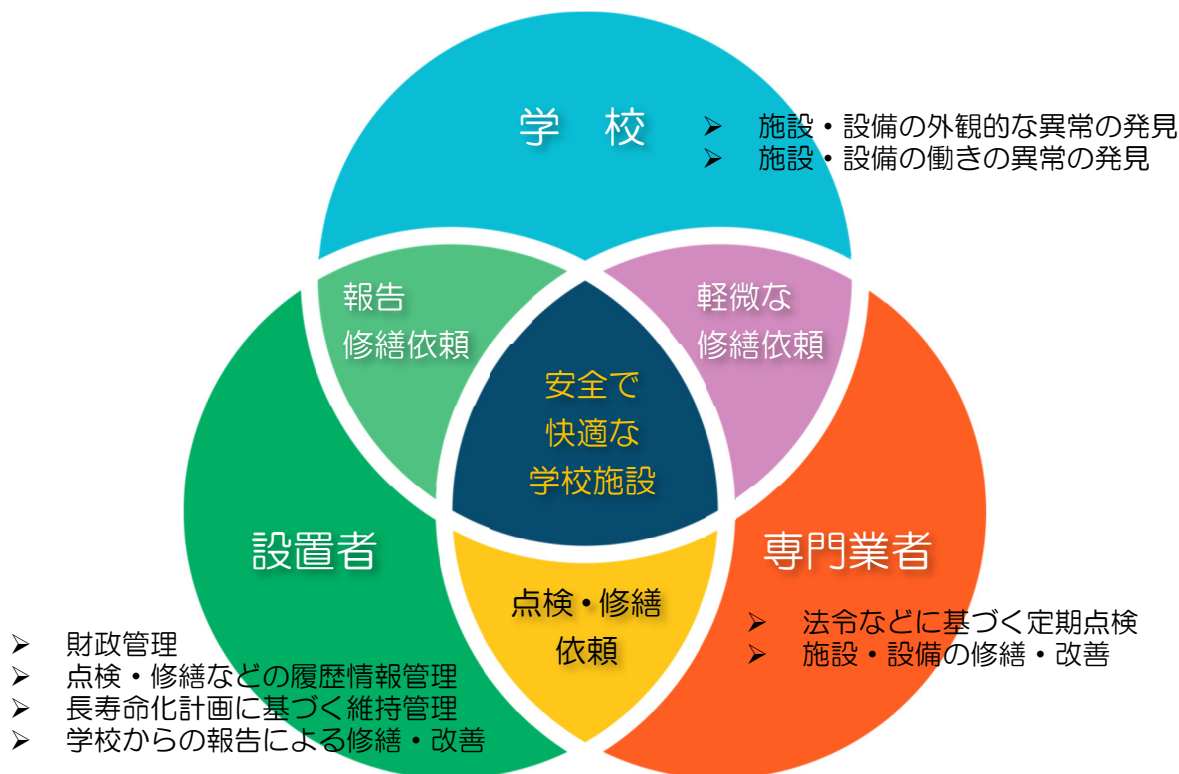 学　校
➢ 施設・設備の外観的な異常の発見
➢ 施設・設備の働きの異常の発見
報告
修繕依頼
軽微な
修繕依頼
安全で
快適な
学校施設
設置者
専門業者
点検・修繕
依頼
➢ 財政管理
➢ 点検・修繕などの履歴情報管理
➢ 長寿命化計画に基づく維持管理
➢ 学校からの報告による修繕・改善
➢ 法令などに基づく定期点検
➢ 施設・設備の修繕・改善